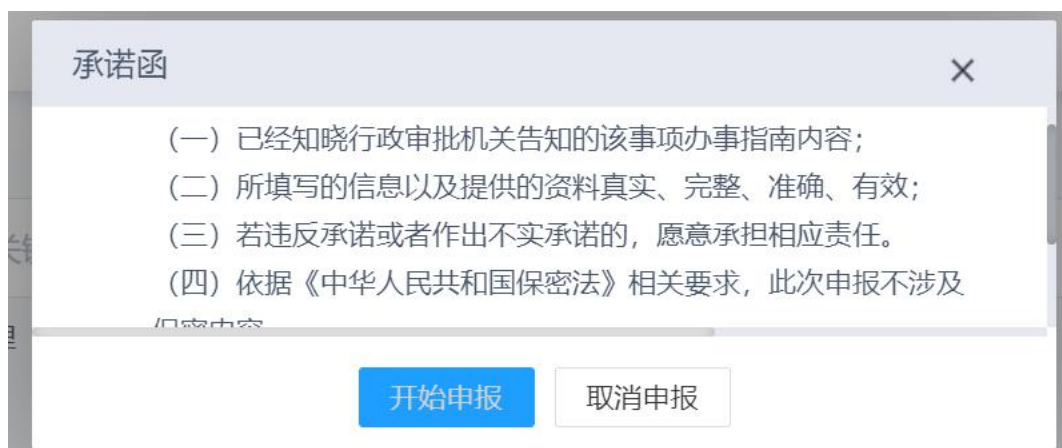 承诺函
（一）已经知晓行政审批机关告知的该事项办事指南内容；
（二）所填写的信息以及提供的资料真实、完整、准确、有效；
（三）若违反承诺或者作出不实承诺的，愿意承担相应责任。
（四）依据《中华人民共和国保密法》相关要求，此次申报不涉及
开始申报 取消申报